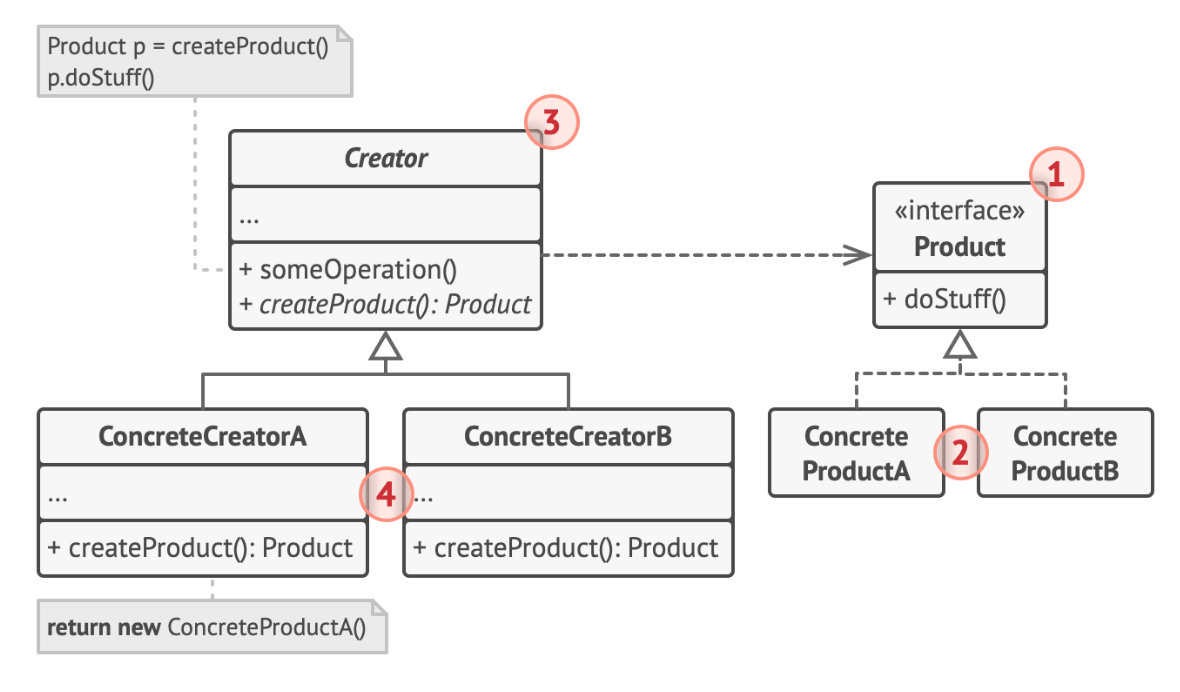 Product p = createProduct()
p.doStuff()
3
Creator
...
+ someOperation()
+ createProduct(): Product
1
«interface»
Product
+ doStuff()
ConcreteCreatorA
...
+ createProduct(): Product
4
ConcreteCreatorB
...
+ createProduct(): Product
Concrete
ProductA
2
Concrete
ProductB
return new ConcreteProductA()